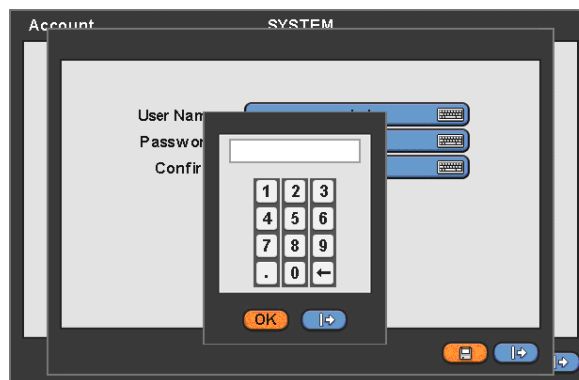 Account SYSTEM
User Nam
Passwor
Confir
1 2 3
4 5 6
7 8 9
. 0 ←
OK